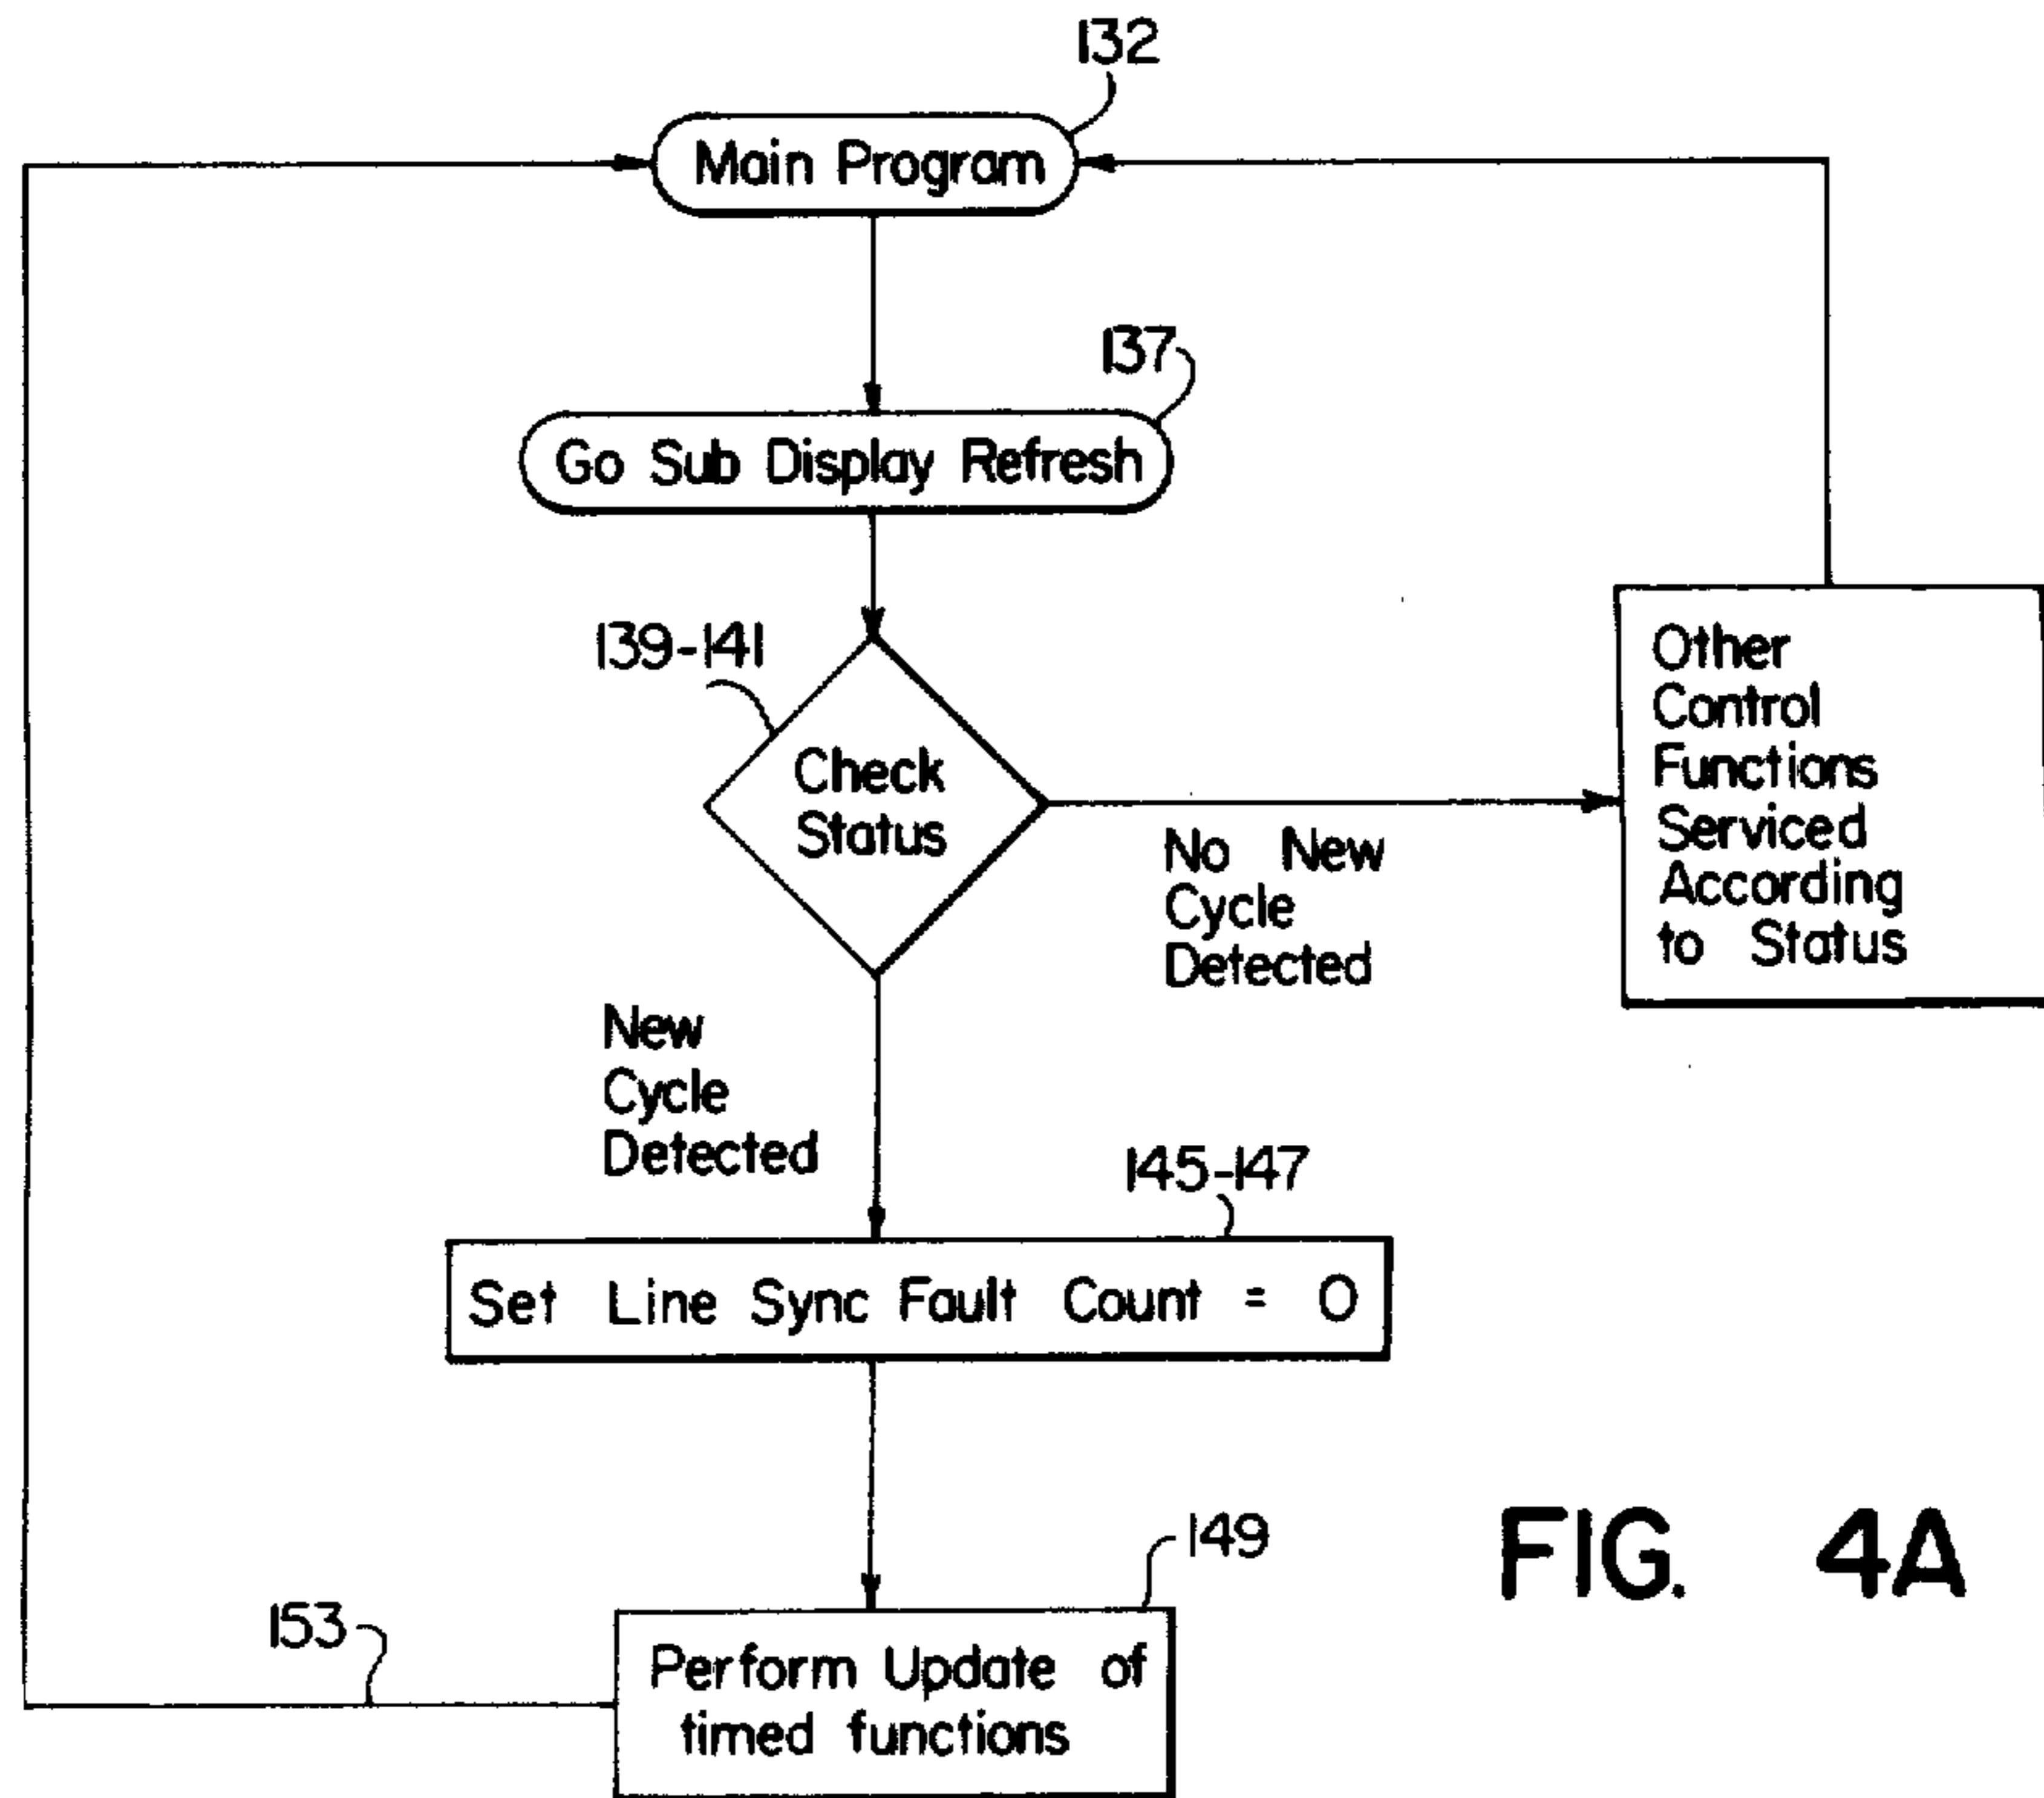 132
Main Program
137
Go Sub Display Refresh
139-141
Check
Status
No New
Cycle
Detected
Other
Control
Functions
Serviced
According
to Status
New
Cycle
Detected
145-147
Set Line Sync Fault Count = 0
149
Perform Update of
timed functions
153
FIG. 4A